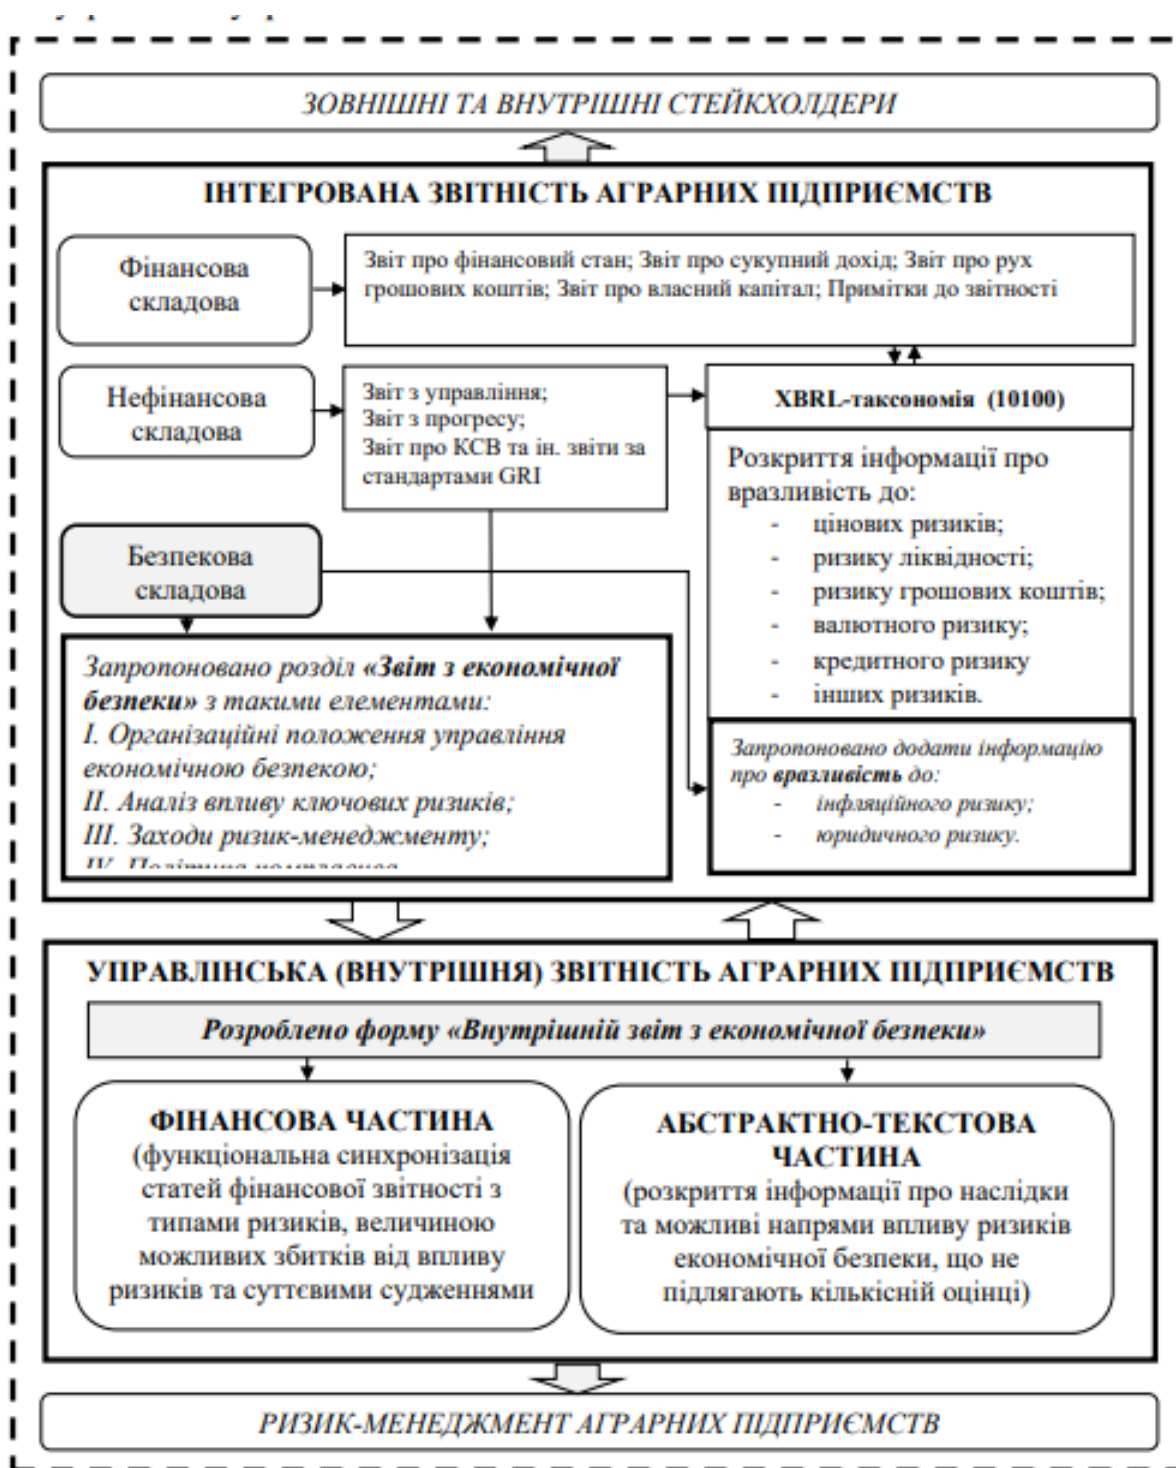 ЗОВНІШНІ ТА ВНУТРІШНІ СТЕЙКХОЛДЕРИ
ІНТЕГРОВАНА ЗВІТНІСТЬ АГРАРНИХ ПІДПРИЄМСТВ
Фінансова
складова
Звіт про фінансовий стан; Звіт про сукупний дохід; Звіт про рух
грошових коштів; Звіт про власний капітал; Примітки до звітності
Нефінансова
складова
Звіт з управління;
Звіт з прогресу;
Звіт про КСВ та ін. звіти за
стандартами GRI
XBRL-таксономія (10100)
Розкриття інформації про
вразливість до:
- цінових ризиків;
- ризику ліквідності;
- ризику грошових коштів;
- валютного ризику;
- кредитного ризику
- інших ризиків.
Безпекова
складова
Запропоновано розділ «Звіт з економічної
безпеки» з такими елементами:
І. Організаційні положення управління
економічною безпекою;
ІІ. Аналіз впливу ключових ризиків;
ІІІ. Заходи ризик-менеджменту;
Запропоновано додати інформацію
про вразливість до:
- інфляційного ризику;
- юридичного ризику.
УПРАВЛІНСЬКА (ВНУТРІШНЯ) ЗВІТНІСТЬ АГРАРНИХ ПІДПРИЄМСТВ
Розроблено форму «Внутрішній звіт з економічної безпеки»
ФІНАНСОВА ЧАСТИНА
(функціональна синхронізація
статей фінансової звітності з
типами ризиків, величиною
можливих збитків від впливу
ризиків та суттєвими судженнями
АБСТРАКТНО-ТЕКСТОВА
ЧАСТИНА
(розкриття інформації про наслідки
та можливі напрями впливу ризиків
економічної безпеки, що не
підлягають кількісній оцінці)
РИЗИК-МЕНЕДЖМЕНТ АГРАРНИХ ПІДПРИЄМСТВ